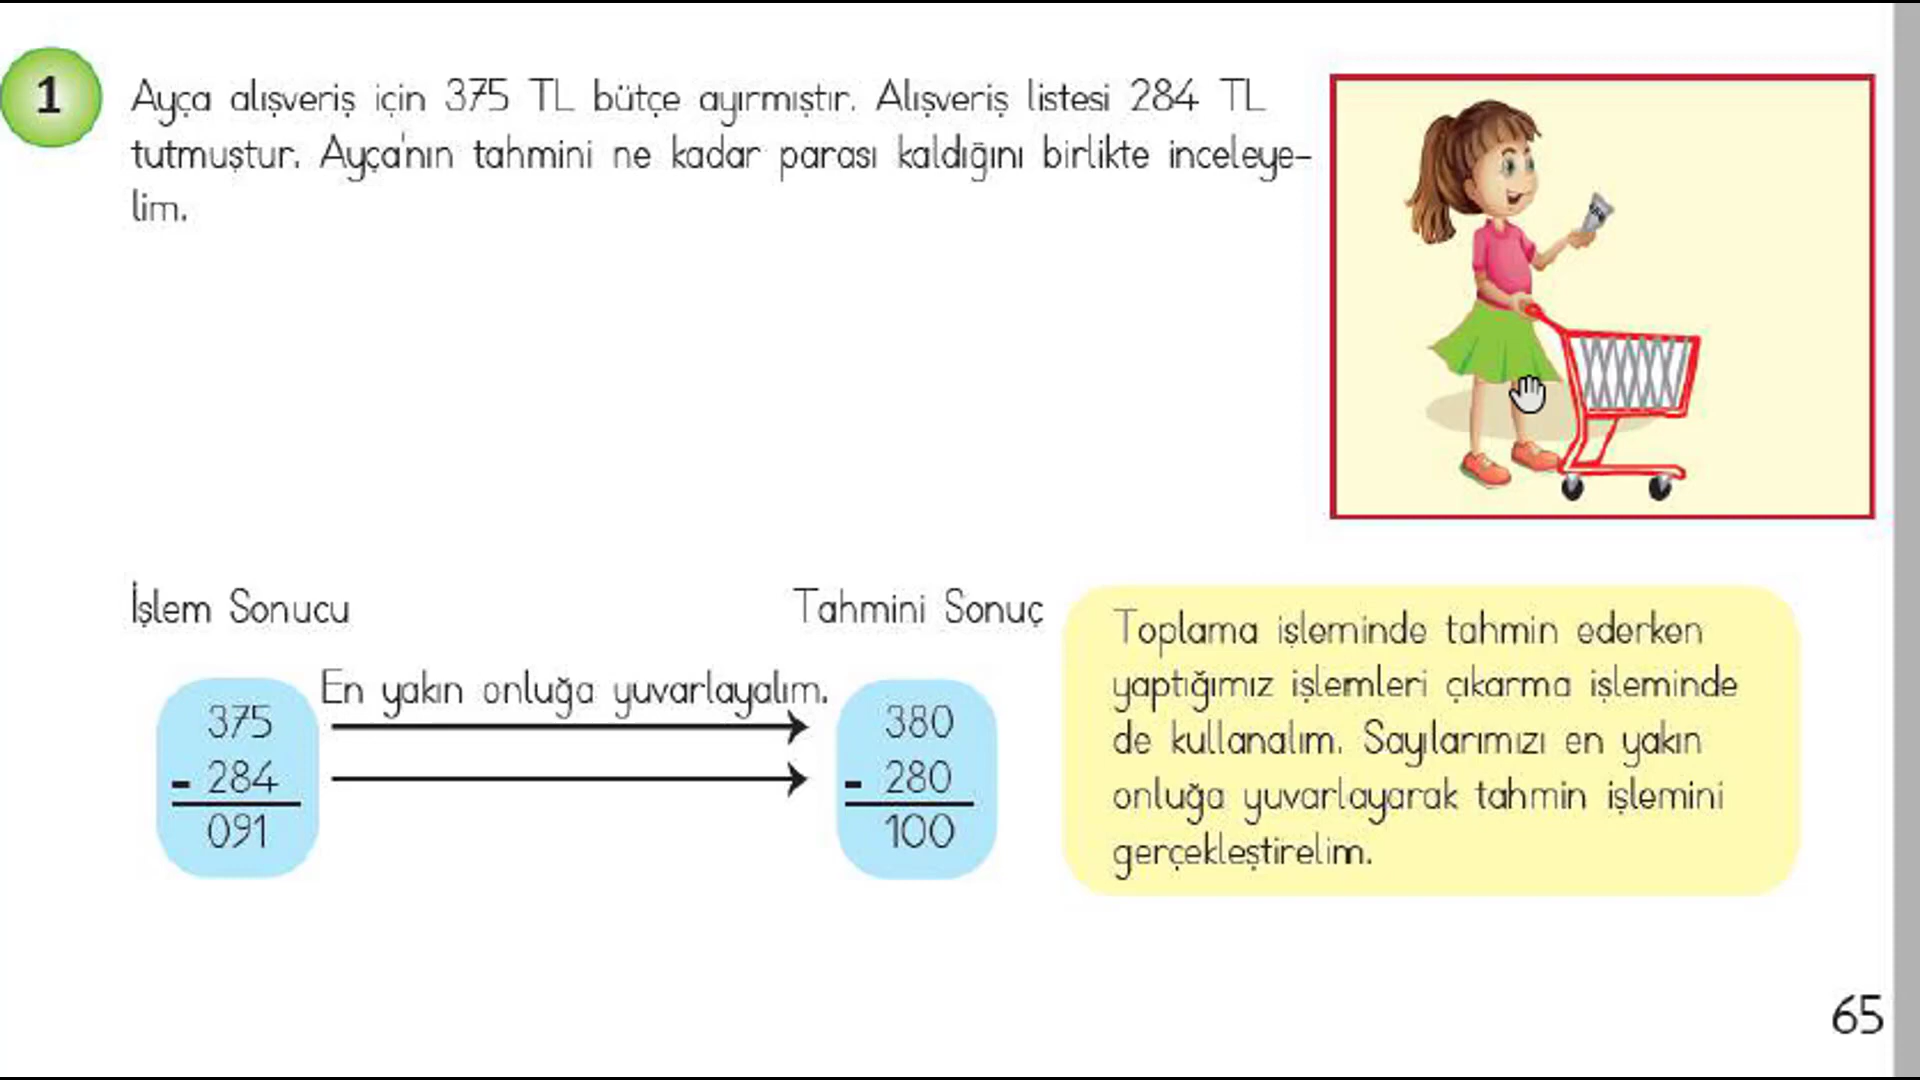 1
Ayça alışveriş için 375 TL bütçe ayırmıştır. Alışveriş listesi 284 TL
tutmuştur. Ayça'nın tahmini ne kadar parası kaldığını birlikte inceleye-
lim.
İşlem Sonucu
Tahmini Sonuç
En yakın onluğa yuvarlayalım.
375
- 284
091
380
- 280
100
Toplama işleminde tahmin ederken
yaptığımız işlemleri çıkarma işleminde
de kullanalım. Sayılarımızı en yakın
onluğa yuvarlayarak tahmin işlemini
gerçekleştirelim.
65